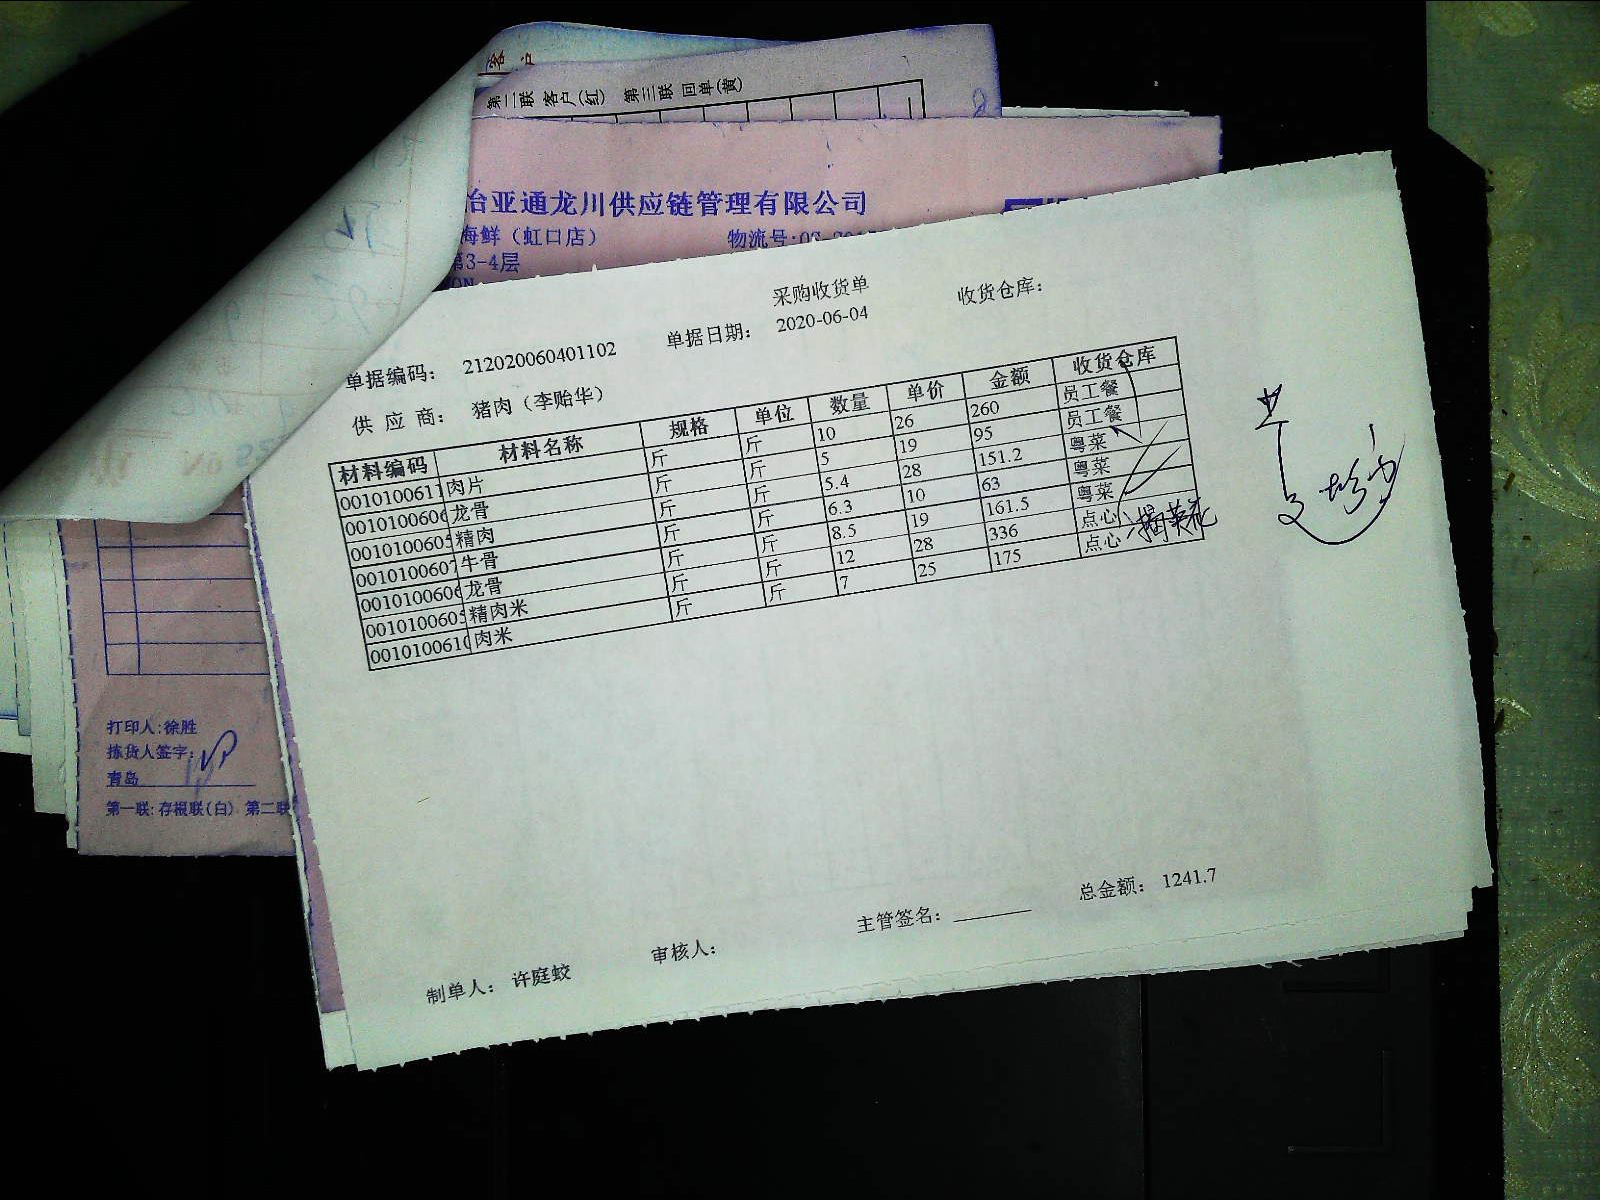 客户
第二联 客户(红) 第三联 回单(黄)
怡亚通龙川供应链管理有限公司
海鲜（虹口店）
物流号:
第3-4层
采购收货单
单据编码： 212020060401102 单据日期： 2020-06-04 收货仓库：
供 应 商： 猪肉（李贻华）
材料编码 材料名称 规格 单位 数量 单价 金额 收货仓库
0010100611 肉片 斤 斤 10 26 260 员工餐
0010100606 龙骨 斤 斤 5 19 95 员工餐
0010100605 精肉 斤 斤 5.4 28 151.2 粤菜
0010100607 牛骨 斤 斤 6.3 10 63 粤菜
0010100606 龙骨 斤 斤 8.5 19 161.5 粤菜
0010100605 精肉米 斤 斤 12 28 336 点心
0010100610 肉米 斤 斤 7 25 175 点心
制单人： 许庭蛟 审核人： 主管签名： 总金额： 1241.7
打印人:徐胜
拣货人签字:
青岛
第一联:存根联(白) 第二联